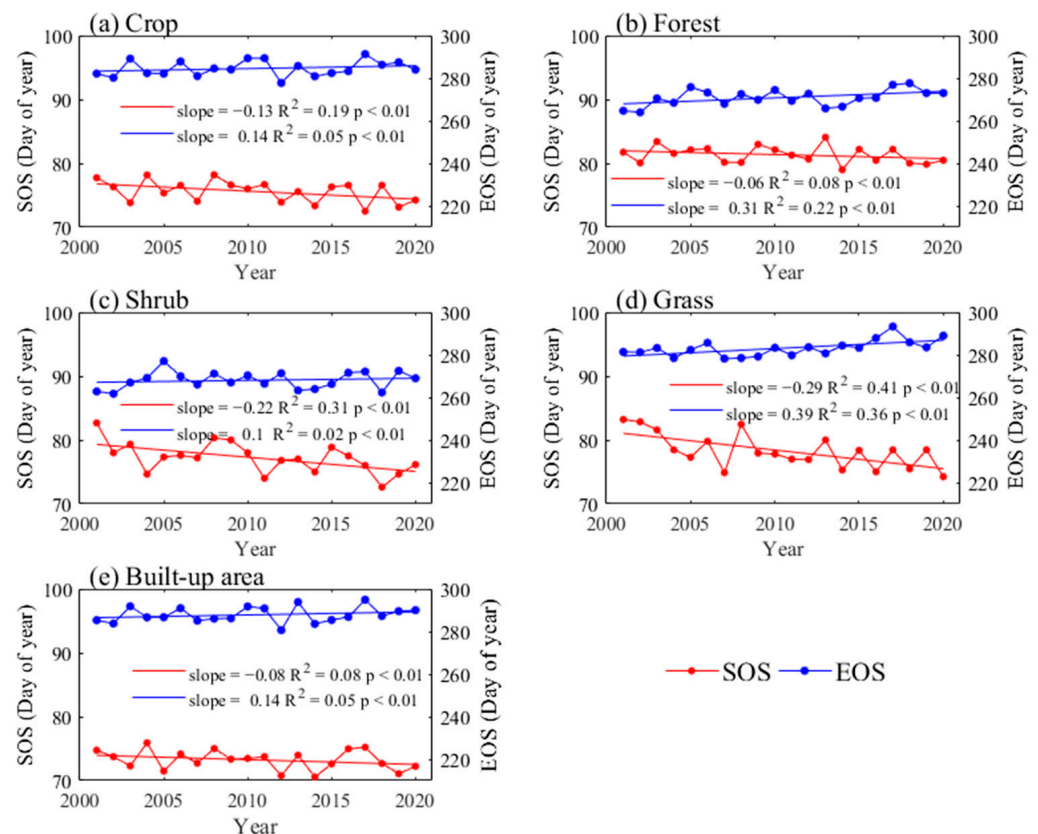 (a) Crop
100
90
80
70
300
280
260
240
220
SOS (Day of year)
EOS (Day of year)
slope = −0.13 R² = 0.19 p < 0.01
slope =  0.14 R² = 0.05 p < 0.01
2000 2005 2010 2015 2020
Year
(b) Forest
100
90
80
70
300
280
260
240
220
SOS (Day of year)
EOS (Day of year)
slope = −0.06 R² = 0.08 p < 0.01
slope =  0.31 R² = 0.22 p < 0.01
2000 2005 2010 2015 2020
Year
(c) Shrub
100
90
80
70
300
280
260
240
220
SOS (Day of year)
EOS (Day of year)
slope = −0.22 R² = 0.31 p < 0.01
slope =  0.1  R² = 0.02 p < 0.01
2000 2005 2010 2015 2020
Year
(d) Grass
100
90
80
70
300
280
260
240
220
SOS (Day of year)
EOS (Day of year)
slope = −0.29 R² = 0.41 p < 0.01
slope = 0.39 R² = 0.36 p < 0.01
2000 2005 2010 2015 2020
Year
(e) Built-up area
100
90
80
70
300
280
260
240
220
SOS (Day of year)
EOS (Day of year)
slope = −0.08 R² = 0.08 p < 0.01
slope =  0.14 R² = 0.05 p < 0.01
2000 2005 2010 2015 2020
Year
SOS EOS